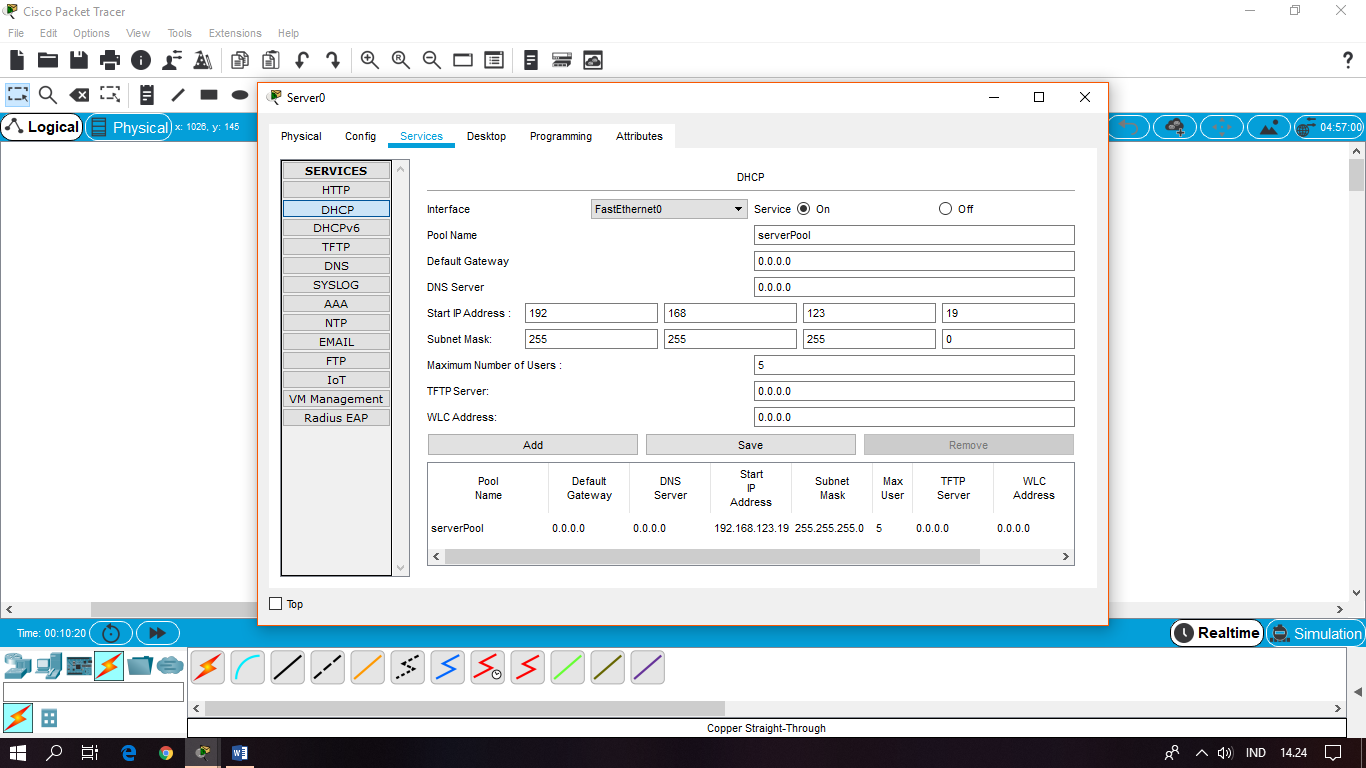 Cisco Packet Tracer
File Edit Options View Tools Extensions Help
?
Server0
Logical
Physical
x: 1026, y: 145
04:57:00
Physical Config Services Desktop Programming Attributes
SERVICES
HTTP
DHCP
DHCPv6
TFTP
DNS
SYSLOG
AAA
NTP
EMAIL
FTP
IoT
VM Management
Radius EAP
DHCP
Interface FastEthernet0 Service On Off
Pool Name serverPool
Default Gateway 0.0.0.0
DNS Server 0.0.0.0
Start IP Address : 192 168 123 19
Subnet Mask: 255 255 255 0
Maximum Number of Users : 5
TFTP Server: 0.0.0.0
WLC Address: 0.0.0.0
Add Save Remove
Pool Name
Default Gateway
DNS Server
Start IP Address
Subnet Mask
Max User
TFTP Server
WLC Address
serverPool 0.0.0.0 0.0.0.0 192.168.123.19 255.255.255.0 5 0.0.0.0 0.0.0.0
Top
Time: 00:10:20
Realtime
Simulation
Copper Straight-Through
IND 14.24